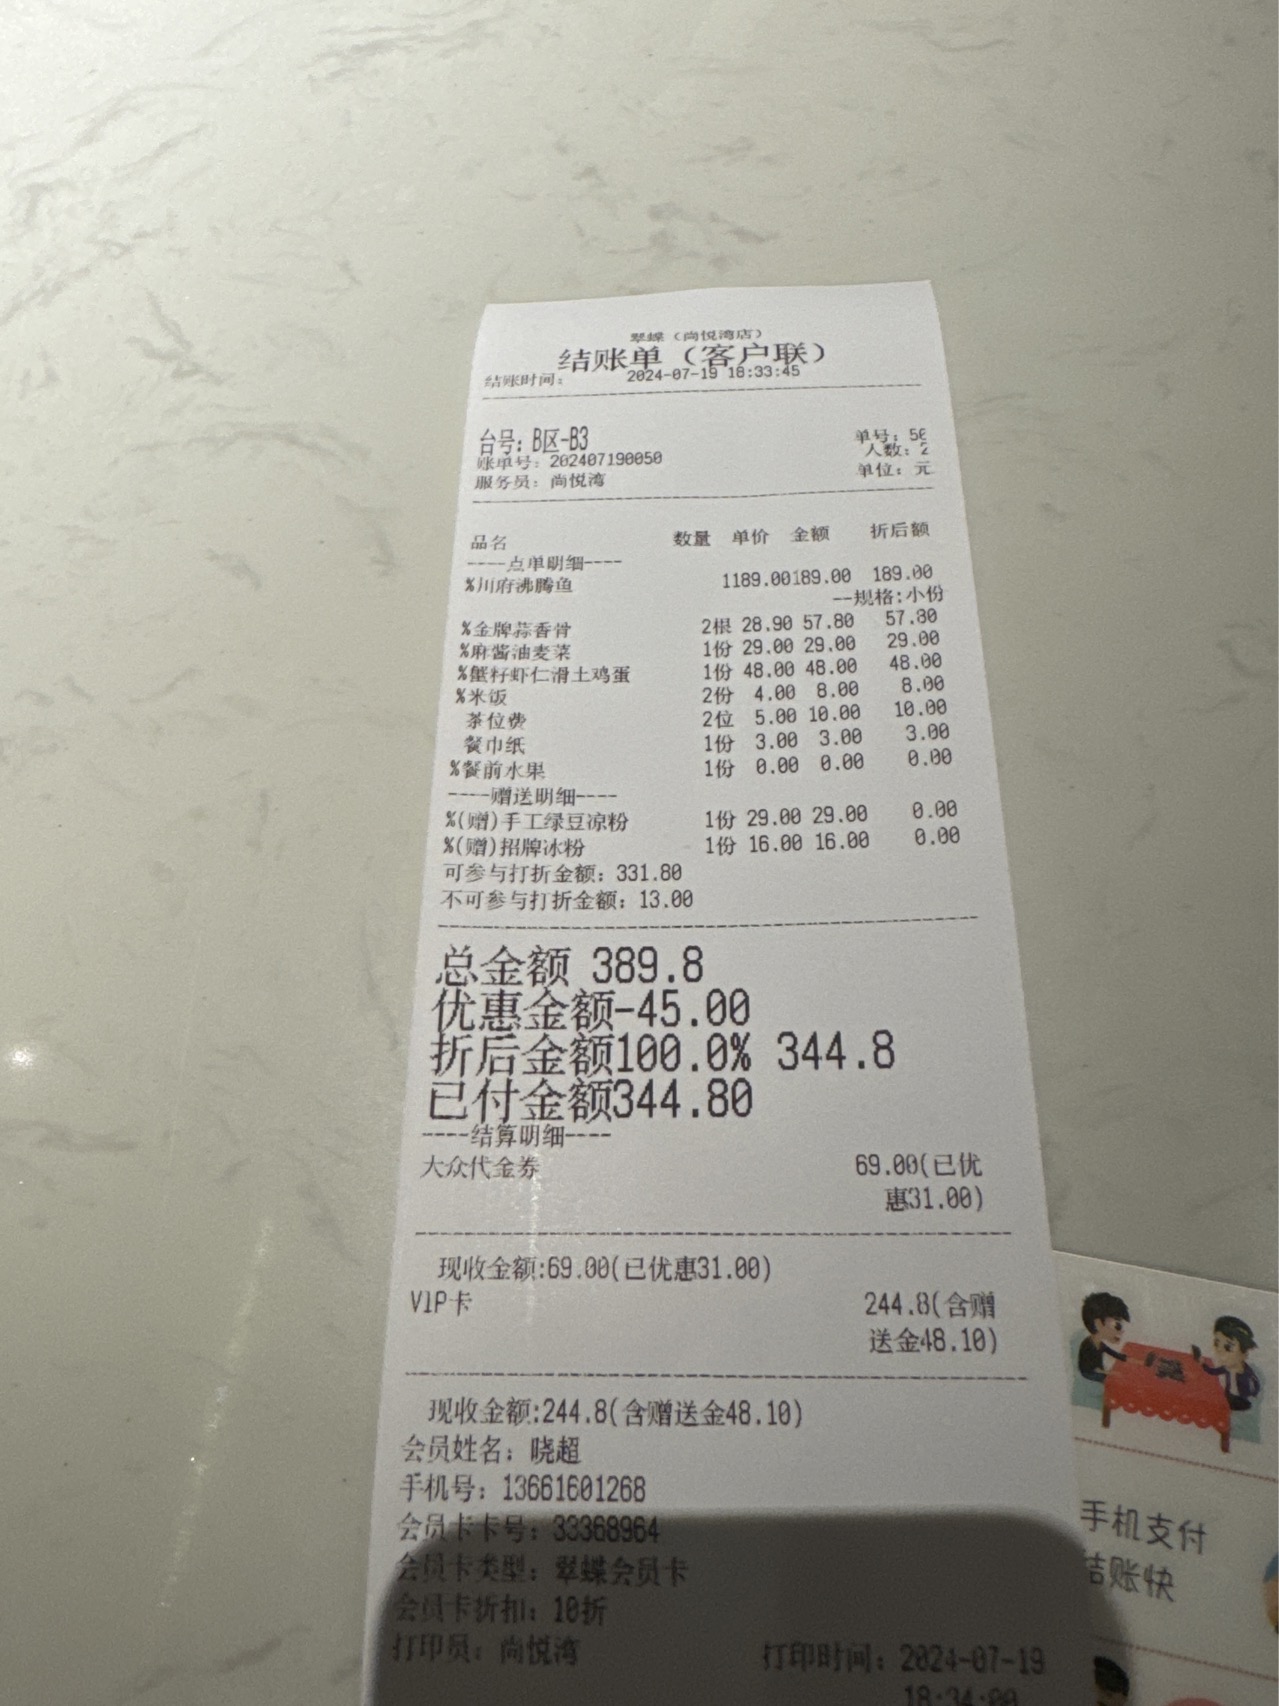 翠蝶（尚悦湾店）
结账单（客户联）
结账时间： 2024-07-19 18:33:45
台号：B区-B3
单号：50
账单号：202407190050
人数：2
服务员：尚悦湾
单位：元
品名 数量 单价 金额 折后额
----点单明细----
%川府沸腾鱼 1189.00189.00 189.00
--规格:小份
%金牌蒜香骨 2根 28.90 57.80 57.80
%麻酱油麦菜 1份 29.00 29.00 29.00
%蟹籽虾仁滑土鸡蛋 1份 48.00 48.00 48.00
%米饭 2份 4.00 8.00 8.00
茶位费 2位 5.00 10.00 10.00
餐巾纸 1份 3.00 3.00 3.00
%餐前水果 1份 0.00 0.00 0.00
----赠送明细----
%(赠)手工绿豆凉粉 1份 29.00 29.00 0.00
%(赠)招牌冰粉 1份 16.00 16.00 0.00
可参与打折金额：331.80
不可参与打折金额：13.00
总金额 389.8
优惠金额-45.00
折后金额100.0% 344.8
已付金额344.80
----结算明细----
大众代金券 69.00(已优
惠31.00)
现收金额:69.00(已优惠31.00)
VIP卡 244.8(含赠
送金48.10)
现收金额:244.8(含赠送金48.10)
会员姓名：晓超
手机号：13661601268
会员卡卡号：33368964
会员卡类型：翠蝶会员卡
会员卡折扣：10折
打印员：尚悦湾 打印时间：2024-07-19
18:34:00
手机支付
结账快